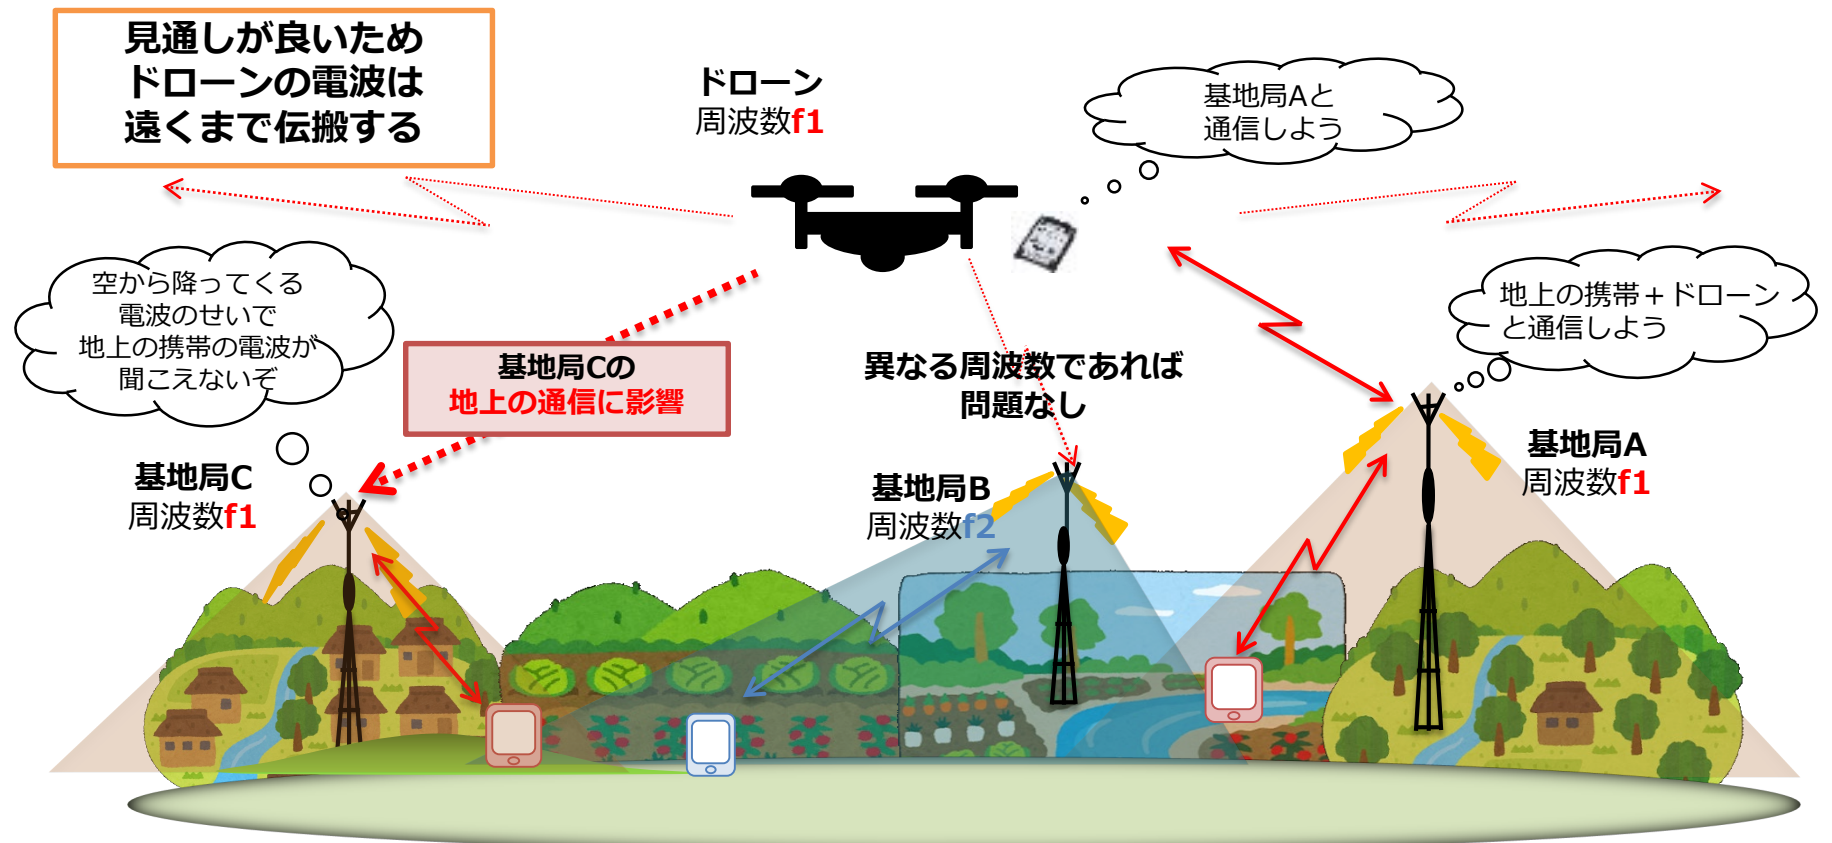 見通しが良いため
ドローンの電波は
遠くまで伝搬する
ドローン
周波数f1
基地局Aと
通信しよう
空から降ってくる
電波のせいで
地上の携帯の電波が
聞こえないぞ
地上の携帯+ドローン
と通信しよう
基地局Cの
地上の通信に影響
異なる周波数であれば
問題なし
基地局C
周波数f1
基地局B
周波数f2
基地局A
周波数f1